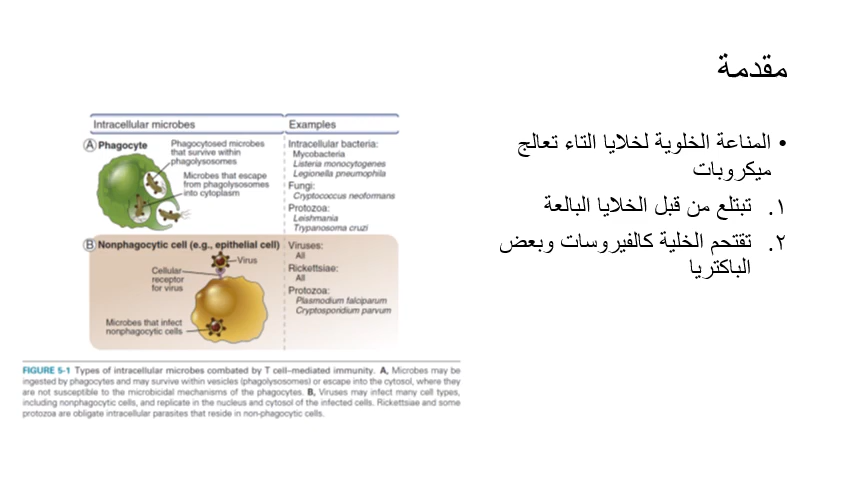 مقدمة
• المناعة الخلوية لخلايا التاء تعالج
ميكروبات
١. تبتلع من قبل الخلايا البالعة
٢. تقتحم الخلية كالفيروسات وبعض
الباكتريا
Intracellular microbes
Examples
A Phagocyte
Phagocytosed microbes
that survive within
phagolysosomes
Microbes that escape
from phagolysosomes
into cytoplasm
Intracellular bacteria:
Mycobacteria
Listeria monocytogenes
Legionella pneumophila
Fungi:
Cryptococcus neoformans
Protozoa:
Leishmania
Trypanosoma cruzi
B Nonphagocytic cell (e.g., epithelial cell)
Virus
Cellular
receptor
for virus
Microbes that infect
nonphagocytic cells
Viruses:
All
Rickettsiae:
All
Protozoa:
Plasmodium falciparum
Cryptosporidium parvum
FIGURE 5-1 Types of intracellular microbes combated by T cell–mediated immunity. A, Microbes may be
ingested by phagocytes and may survive within vesicles (phagolysosomes) or escape into the cytosol, where they
are not susceptible to the microbicidal mechanisms of the phagocytes. B, Viruses may infect many cell types,
including nonphagocytic cells, and replicate in the nucleus and cytosol of the infected cells. Rickettsiae and some
protozoa are obligate intracellular parasites that reside in non-phagocytic cells.